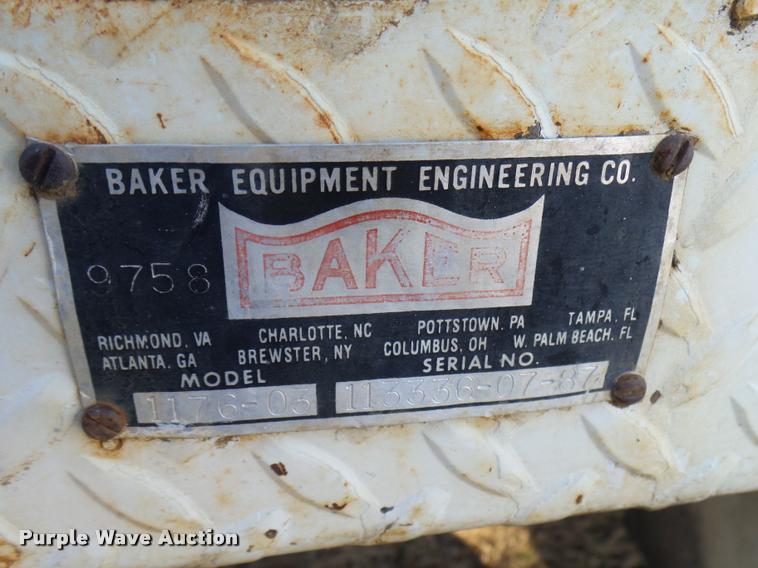 BAKER EQUIPMENT ENGINEERING CO.
BAKER
9758
RICHMOND, VA CHARLOTTE, NC POTTSTOWN, PA TAMPA, FL
ATLANTA, GA BREWSTER, NY COLUMBUS, OH W. PALM BEACH, FL
MODEL SERIAL NO.
1176-03 113336-07-87
Purple Wave Auction